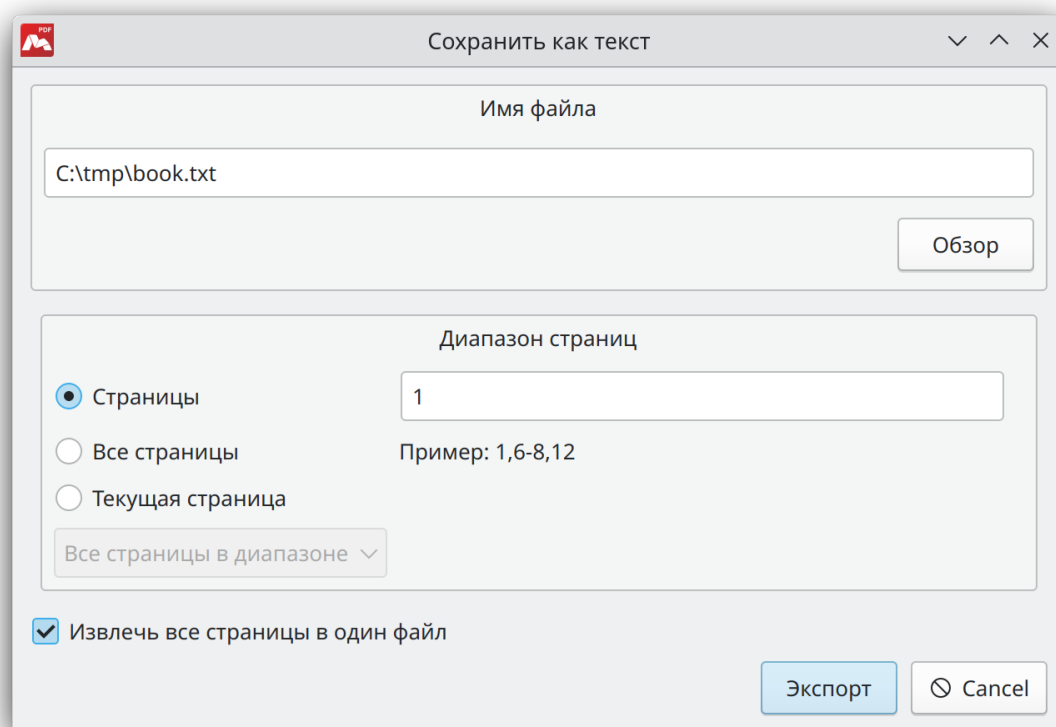 PDF
Сохранить как текст
Имя файла
C:\tmp\book.txt
Обзор
Диапазон страниц
Страницы 1
Все страницы Пример: 1,6-8,12
Текущая страница
Все страницы в диапазоне
Извлечь все страницы в один файл
Экспорт Cancel